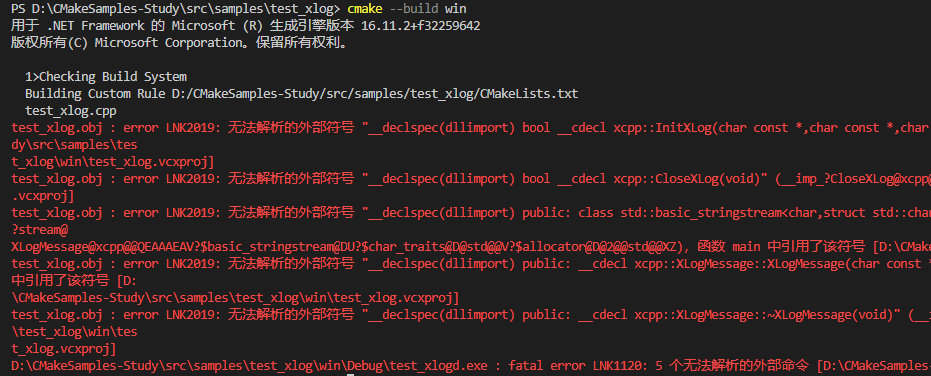 PS D:\CMakeSamples-Study\src\samples\test_xlog> cmake --build win
用于 .NET Framework 的 Microsoft (R) 生成引擎版本 16.11.2+f32259642
版权所有(C) Microsoft Corporation。保留所有权利。
1>Checking Build System
Building Custom Rule D:/CMakeSamples-Study/src/samples/test_xlog/CMakeLists.txt
test_xlog.cpp
test_xlog.obj : error LNK2019: 无法解析的外部符号 "__declspec(dllimport) bool __cdecl xcpp::InitXLog(char const *,char const *,char
dy\src\samples\tes
t_xlog\win\test_xlog.vcxproj]
test_xlog.obj : error LNK2019: 无法解析的外部符号 "__declspec(dllimport) bool __cdecl xcpp::CloseXLog(void)" (__imp_?CloseXLog@xcpp@
.vcxproj]
test_xlog.obj : error LNK2019: 无法解析的外部符号 "__declspec(dllimport) public: class std::basic_stringstream<char,struct std::char
?stream@
XLogMessage@xcpp@@QEAAAEAV?$basic_stringstream@DU?$char_traits@D@std@@V?$allocator@D@2@@std@@XZ)，函数 main 中引用了该符号 [D:\CMake
test_xlog.obj : error LNK2019: 无法解析的外部符号 "__declspec(dllimport) public: __cdecl xcpp::XLogMessage::XLogMessage(char const *
中引用了该符号 [D:
\CMakeSamples-Study\src\samples\test_xlog\win\test_xlog.vcxproj]
test_xlog.obj : error LNK2019: 无法解析的外部符号 "__declspec(dllimport) public: __cdecl xcpp::XLogMessage::~XLogMessage(void)" (__i
\test_xlog\win\tes
t_xlog.vcxproj]
D:\CMakeSamples-Study\src\samples\test_xlog\win\Debug\test_xlogd.exe : fatal error LNK1120: 5 个无法解析的外部命令 [D:\CMakeSamples-